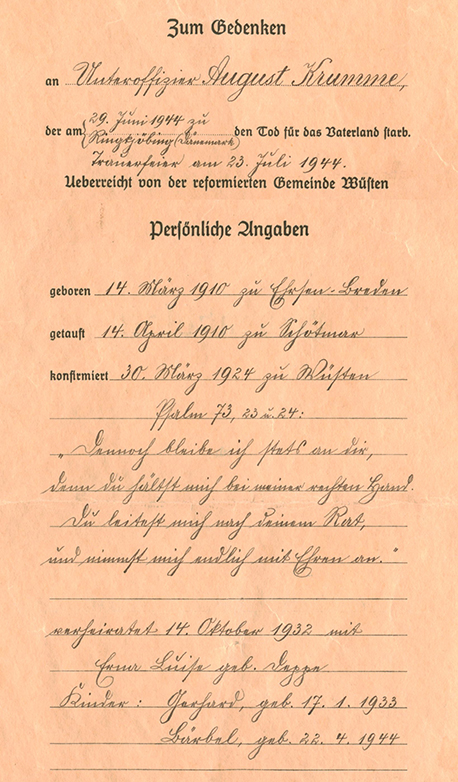 Zum Gedenken
an Unteroffizier August Krumme,
der am 29. Juni 1944 zu
Ringkjöbing (Dänemark) den Tod für das Vaterland starb.
Trauerfeier am 23. Juli 1944.
Ueberreicht von der reformierten Gemeinde Wüsten
Persönliche Angaben
geboren 14. März 1910 zu Ehrsen-Breden
getauft 14. April 1910 zu Schötmar
konfirmiert 30. März 1924 zu Wüsten
Psalm 73, 23 u. 24:
„Dennoch bleibe ich stets an dir,
denn du hältst mich bei meiner rechten Hand.
Du leitest mich nach deinem Rat,
und nimmst mich endlich mit Ehren an."
verheiratet 14. Oktober 1932 mit
Erna Luise geb. Deppe
Kinder: Gerhard, geb. 17. 1. 1933
Bärbel, geb. 22. 4. 1944